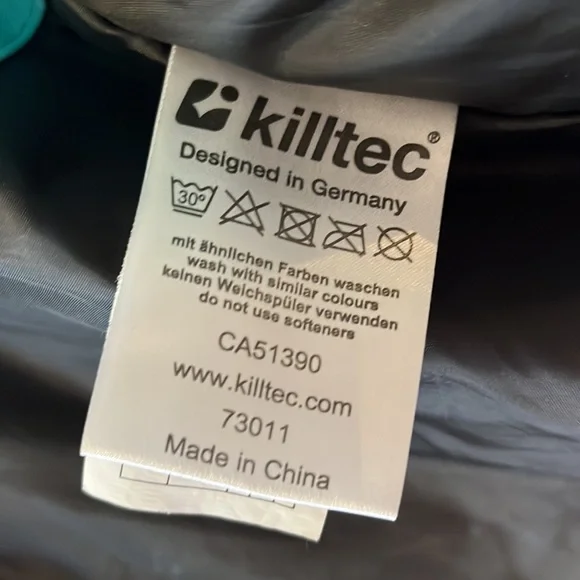 killtec®
Designed in Germany
30°
mit ähnlichen Farben waschen
wash with similar colours
keinen Weichspüler verwenden
do not use softeners
CA51390
www.killtec.com
73011
Made in China